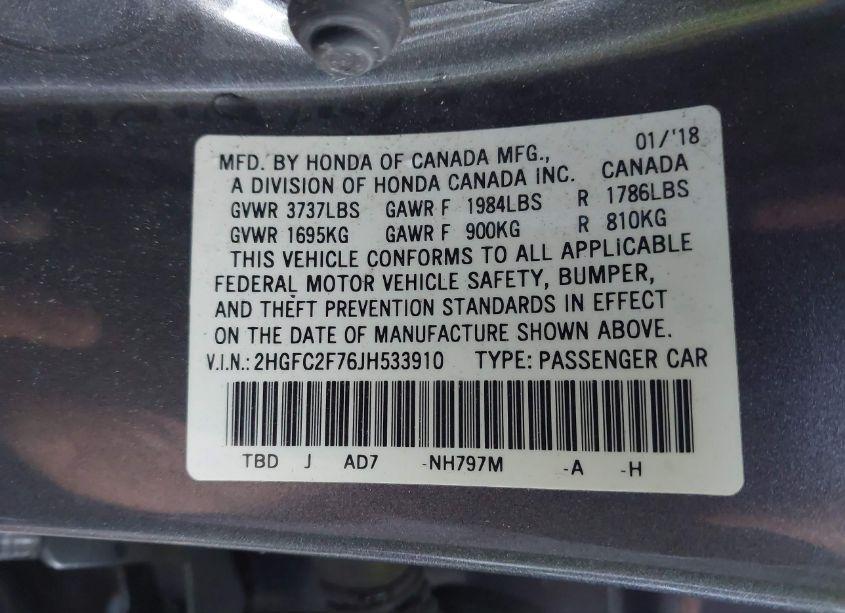 01/'18
MFD. BY HONDA OF CANADA MFG.,
A DIVISION OF HONDA CANADA INC. CANADA
GVWR 3737LBS GAWR F 1984LBS R 1786LBS
GVWR 1695KG GAWR F 900KG R 810KG
THIS VEHICLE CONFORMS TO ALL APPLICABLE
FEDERAL MOTOR VEHICLE SAFETY, BUMPER,
AND THEFT PREVENTION STANDARDS IN EFFECT
ON THE DATE OF MANUFACTURE SHOWN ABOVE.
V.I.N.: 2HGFC2F76JH533910 TYPE: PASSENGER CAR
TBD J AD7 -NH797M -A -H